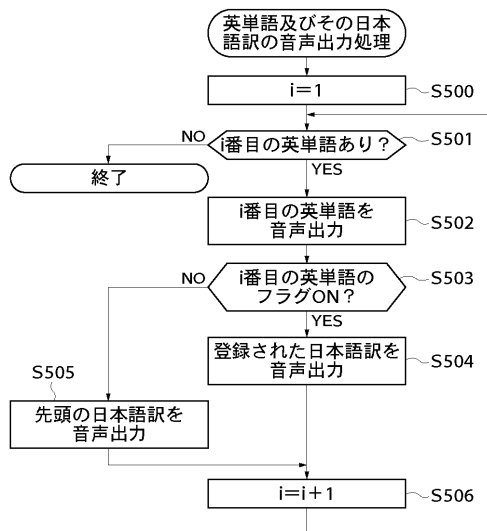 英単語及びその日本
語訳の音声出力処理
i=1
S500
NO
i番目の英単語あり?
S501
YES
終了
i番目の英単語を
音声出力
S502
NO
i番目の英単語の
フラグON?
S503
YES
登録された日本語訳を
音声出力
S504
S505
先頭の日本語訳を
音声出力
i=i+1
S506